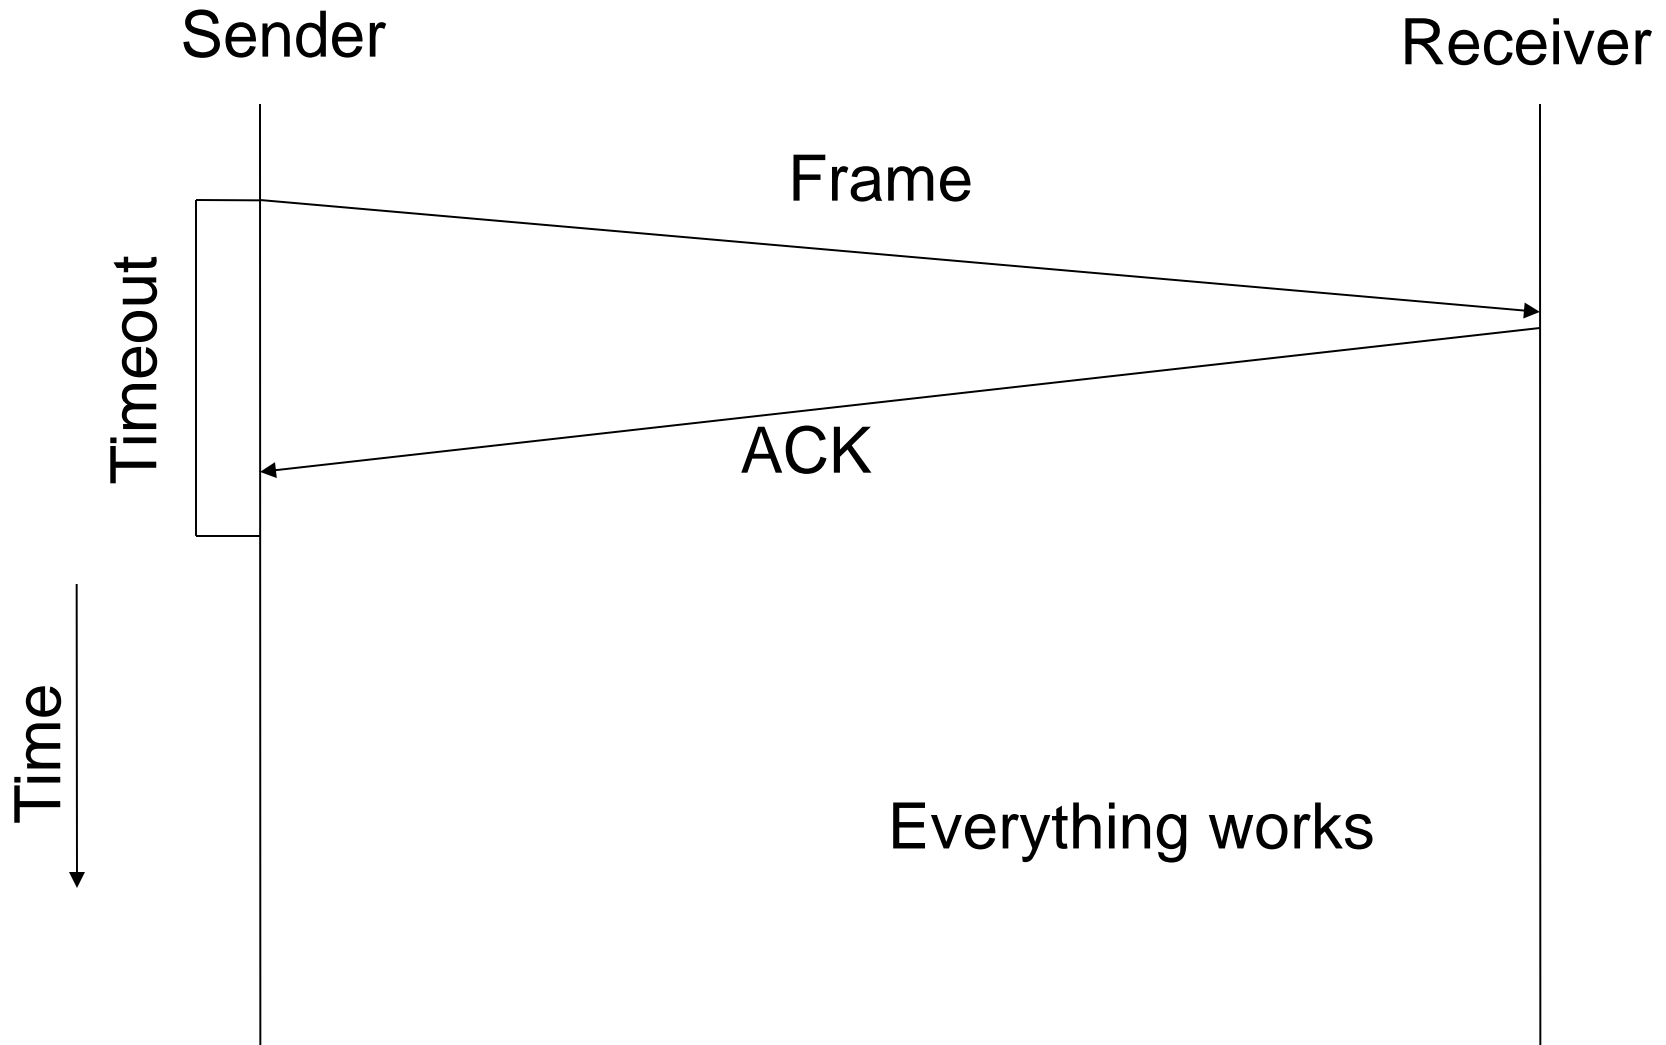 Sender
Receiver
Frame
Timeout
ACK
Time
Everything works